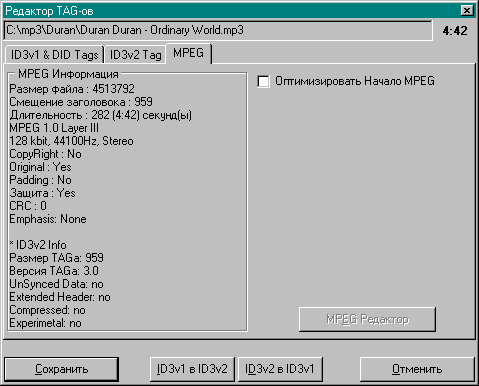 Редактор TAG-ов
C:\mp3\Duran\Duran Duran - Ordinary World.mp3
4:42
ID3v1 & DID Tags
ID3v2 Tag
MPEG
MPEG Информация
Размер файла : 4513792
Смещение заголовока : 959
Длительность : 282 (4:42) секунд(ы)
MPEG 1.0 Layer III
128 kbit, 44100Hz, Stereo
CopyRight : No
Original : Yes
Padding : No
Защита : Yes
CRC : 0
Emphasis: None
* ID3v2 Info
Размер TAGа: 959
Версия TAGа: 3.0
UnSynced Data: no
Extended Header: no
Compressed: no
Experimetal: no
Оптимизировать Начало MPEG
MPEG Редактор
Сохранить
ID3v1 в ID3v2
ID3v2 в ID3v1
Отменить